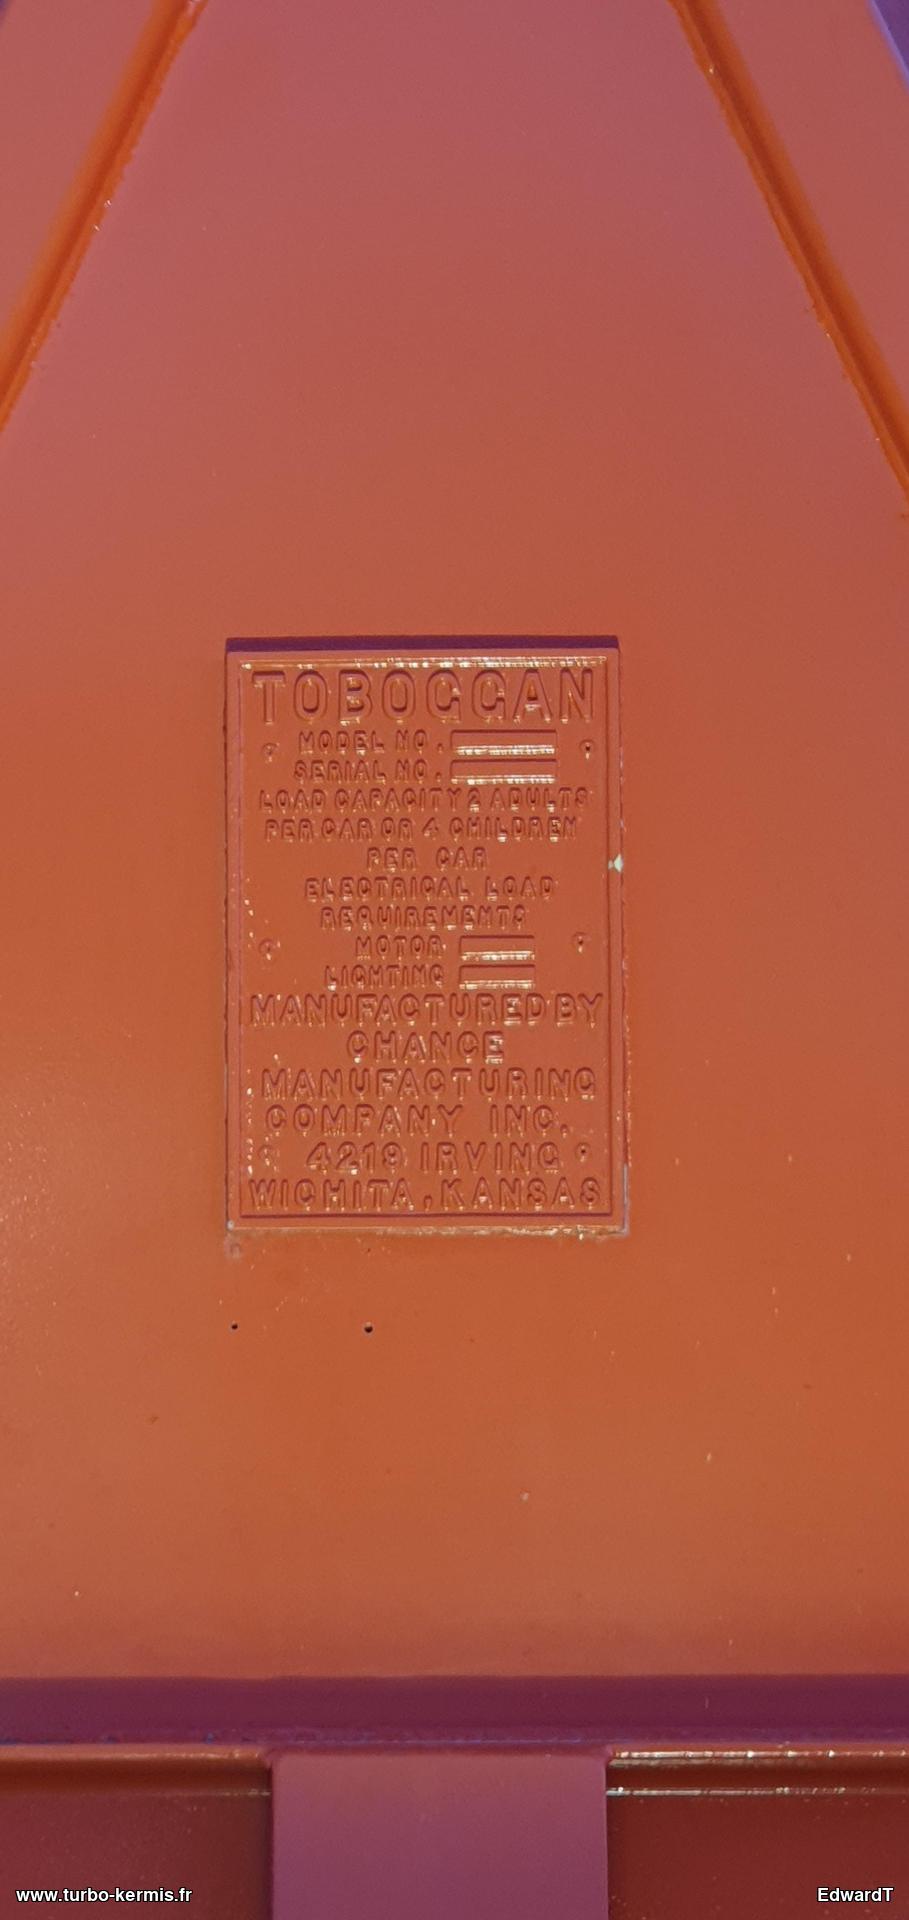 TOBOGGAN
MODEL NO.
SERIAL NO.
LOAD CAPACITY 2 ADULTS
PER CAR OR 4 CHILDREN
PER CAR
ELECTRICAL LOAD
REQUIREMENTS
MOTOR
LIGHTING
MANUFACTURED BY
CHANCE
MANUFACTURING
COMPANY INC.
4219 IRVING
WICHITA, KANSAS
www.turbo-kermis.fr
EdwardT